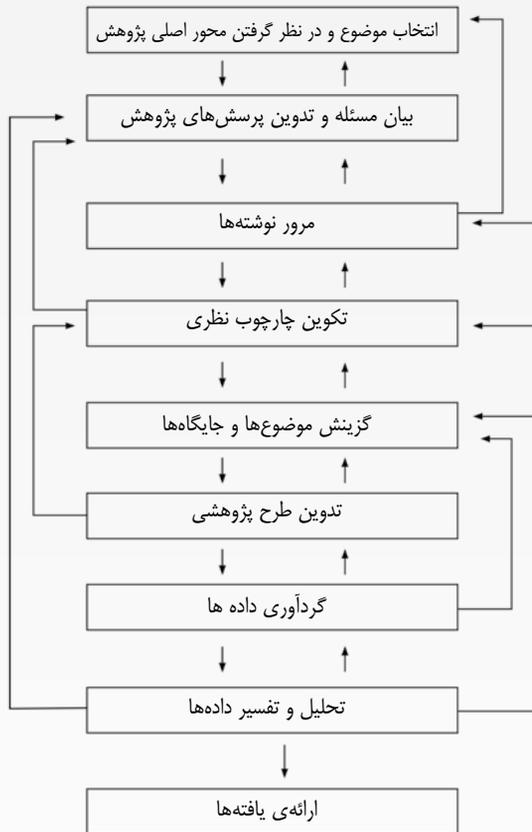 انتخاب موضوع و در نظر گرفتن محور اصلی پژوهش
بیان مسئله و تدوین پرسش‌های پژوهش
مرور نوشته‌ها
تکوین چارچوب نظری
گزینش موضوع‌ها و جایگاه‌ها
تدوین طرح پژوهشی
گردآوری داده ها
تحلیل و تفسیر داده‌ها
ارائه‌ی یافته‌ها